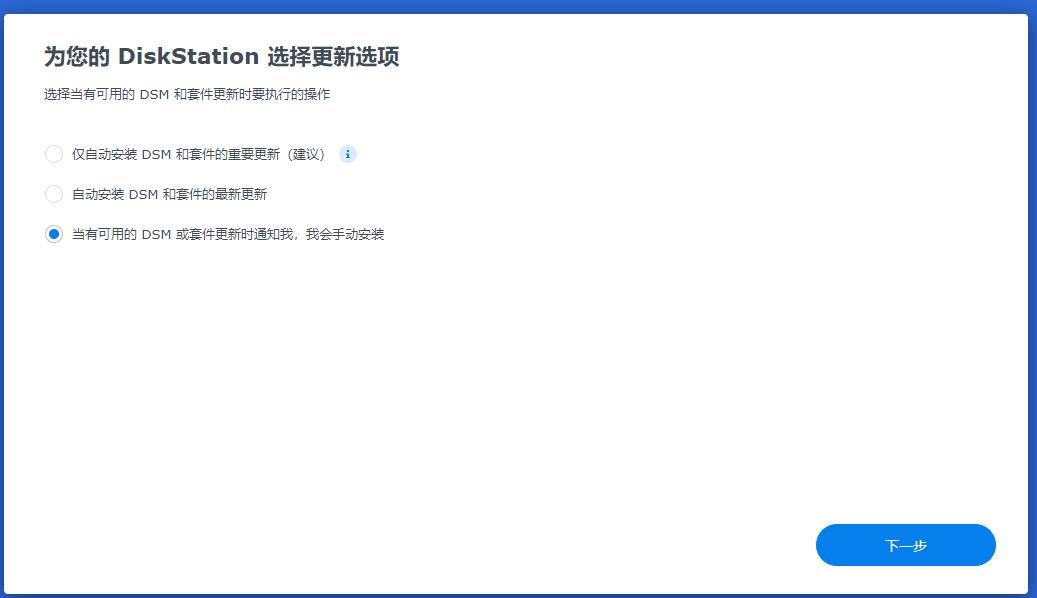 为您的 DiskStation 选择更新选项
选择当有可用的 DSM 和套件更新时要执行的操作
仅自动安装 DSM 和套件的重要更新（建议） i
自动安装 DSM 和套件的最新更新
当有可用的 DSM 或套件更新时通知我，我会手动安装
下一步